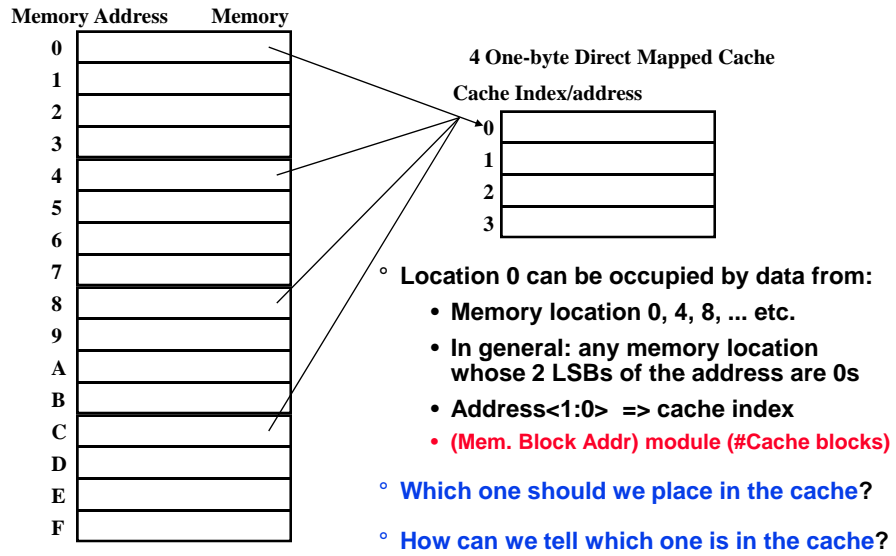 Memory Address Memory
0
1
2
3
4
5
6
7
8
9
A
B
C
D
E
F
4 One-byte Direct Mapped Cache
Cache Index/address
0
1
2
3
° Location 0 can be occupied by data from:
• Memory location 0, 4, 8, ... etc.
• In general: any memory location
whose 2 LSBs of the address are 0s
• Address<1:0> => cache index
• (Mem. Block Addr) module (#Cache blocks)
° Which one should we place in the cache?
° How can we tell which one is in the cache?